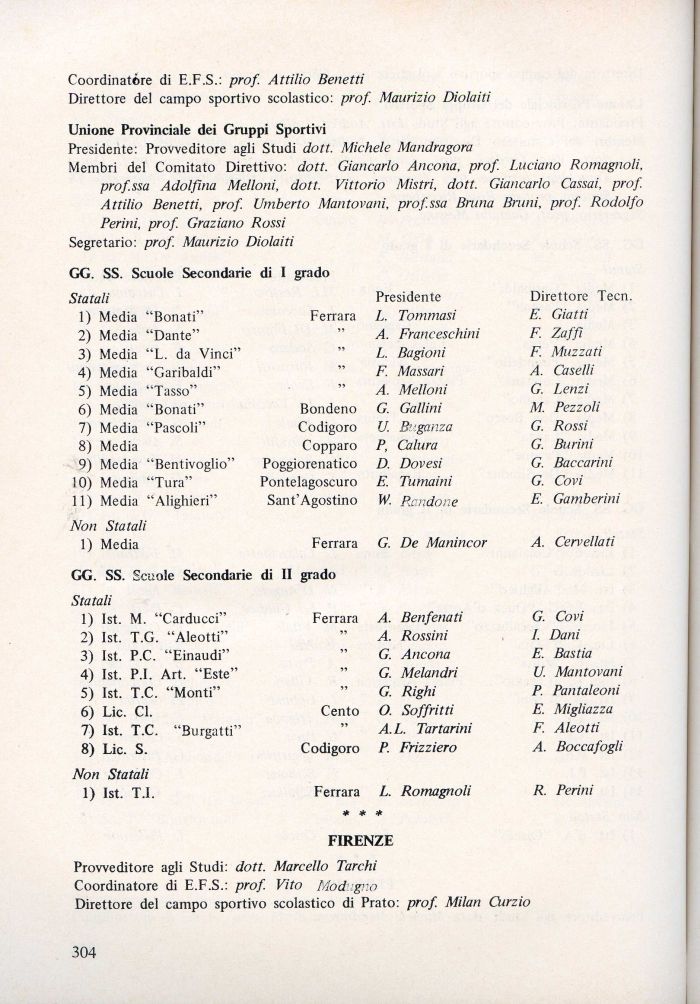 Coordinatore di E.F.S.: prof. Attilio Benetti
Direttore del campo sportivo scolastico: prof. Maurizio Diolaiti
Unione Provinciale dei Gruppi Sportivi
Presidente: Provveditore agli Studi dott. Michele Mandragora
Membri del Comitato Direttivo: dott. Giancarlo Ancona, prof. Luciano Romagnoli,
prof.ssa Adolfina Melloni, dott. Vittorio Mistri, dott. Giancarlo Cassai, prof.
Attilio Benetti, prof. Umberto Mantovani, prof.ssa Bruna Bruni, prof. Rodolfo
Perini, prof. Graziano Rossi
Segretario: prof. Maurizio Diolaiti
GG. SS. Scuole Secondarie di I grado
Statali Presidente Direttore Tecn.
1) Media “Bonati” Ferrara L. Tommasi E. Giatti
2) Media “Dante” ” A. Franceschini F. Zaffi
3) Media “L. da Vinci” ” L. Bagioni F. Muzzati
4) Media “Garibaldi” ” F. Massari A. Caselli
5) Media “Tasso” ” A. Melloni G. Lenzi
6) Media “Bonati” Bondeno G. Gallini M. Pezzoli
7) Media “Pascoli” Codigoro U. Buganza G. Rossi
8) Media Copparo P, Calura G. Burini
9) Media “Bentivoglio” Poggiorenatico D. Dovesi G. Baccarini
10) Media “Tura” Pontelagoscuro E. Tumaini G. Covi
11) Media “Alighieri” Sant'Agostino W. Randone E. Gamberini
Non Statali
1) Media Ferrara G. De Manincor A. Cervellati
GG. SS. Scuole Secondarie di II grado
Statali
1) Ist. M. “Carducci” Ferrara A. Benfenati G. Covi
2) Ist. T.G. “Aleotti” ” A. Rossini I. Dani
3) Ist. P.C. “Einaudi” ” G. Ancona E. Bastia
4) Ist. P.I. Art. “Este” ” G. Melandri U. Mantovani
5) Ist. T.C. “Monti” ” G. Righi P. Pantaleoni
6) Lic. Cl. Cento O. Soffritti E. Migliazza
7) Ist. T.C. “Burgatti” ” A.L. Tartarini F. Aleotti
8) Lic. S. Codigoro P. Frizziero A. Boccafogli
Non Statali
1) Ist. T.I. Ferrara L. Romagnoli R. Perini
* * *
FIRENZE
Provveditore agli Studi: dott. Marcello Tarchi
Coordinatore di E.F.S.: prof. Vito Modugno
Direttore del campo sportivo scolastico di Prato: prof. Milan Curzio
304